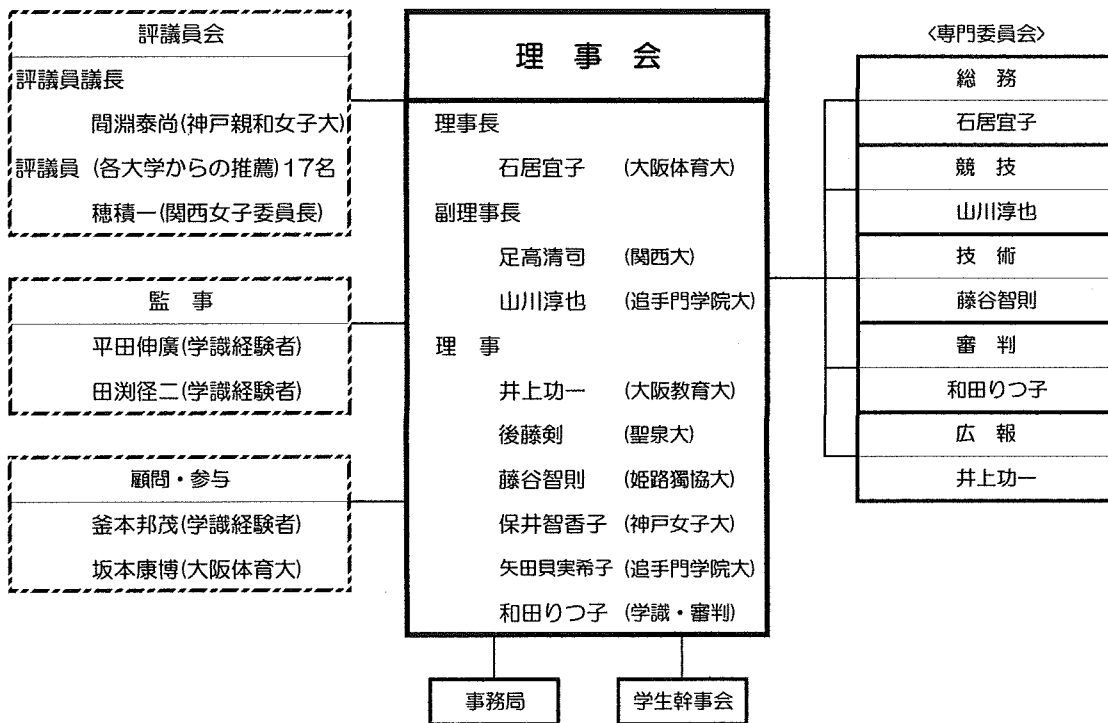 評議員会
評議員議長
間淵泰尚(神戸親和女子大)
評議員 (各大学からの推薦)17名
穂積一(関西女子委員長)
監 事
平田伸廣(学識経験者)
田渕径二(学識経験者)
顧問・参与
釜本邦茂(学識経験者)
坂本康博(大阪体育大)
理 事 会
理事長
石居宜子 (大阪体育大)
副理事長
足高清司 (関西大)
山川淳也 (追手門学院大)
理 事
井上功一 (大阪教育大)
後藤剣 (聖泉大)
藤谷智則 (姫路獨協大)
保井智香子 (神戸女子大)
矢田貝実希子 (追手門学院大)
和田りつ子 (学識・審判)
事務局
学生幹事会
〈専門委員会〉
総 務
石居宜子
競 技
山川淳也
技 術
藤谷智則
審 判
和田りつ子
広 報
井上功一